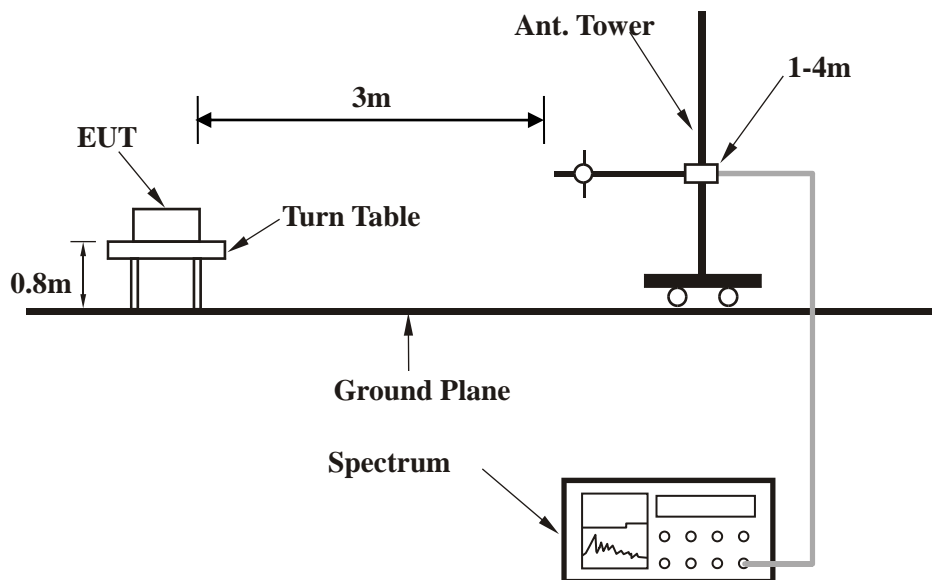 Ant. Tower
1-4m
3m
EUT
Turn Table
0.8m
Ground Plane
Spectrum